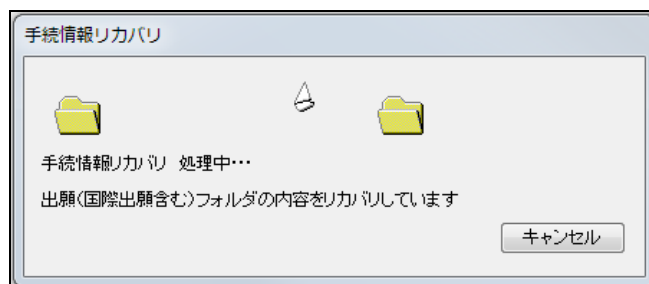 手続情報リカバリ
手続情報リカバリ 処理中･･･
出願(国際出願含む)フォルダの内容をリカバリしています
キャンセル